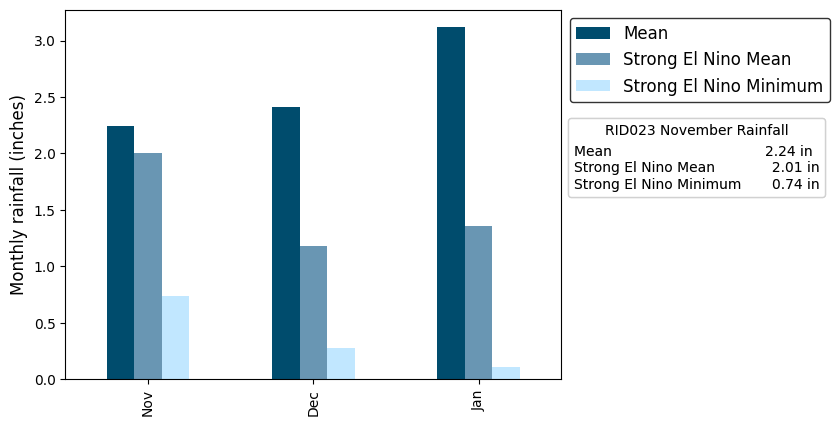 Monthly rainfall (inches)
3.0
2.5
2.0
1.5
1.0
0.5
0.0
Nov
Dec
Jan
Mean
Strong El Nino Mean
Strong El Nino Minimum
RID023 November Rainfall
Mean 2.24 in
Strong El Nino Mean 2.01 in
Strong El Nino Minimum 0.74 in